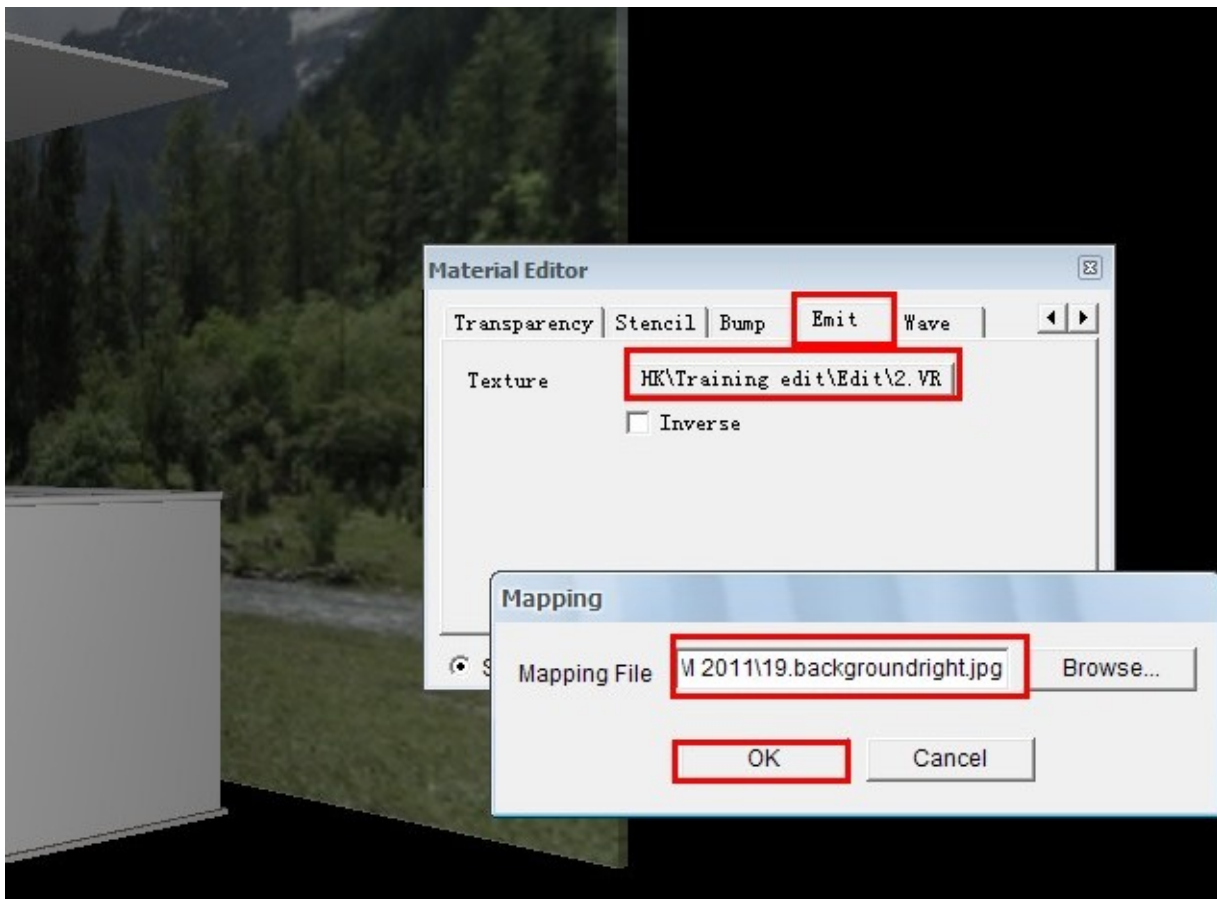 Material Editor
Transparency Stencil Bump Emit Wave
Texture HK\Training edit\Edit\2. VR
Inverse
Mapping
Mapping File 2011\19.backgroundright.jpg Browse...
OK Cancel